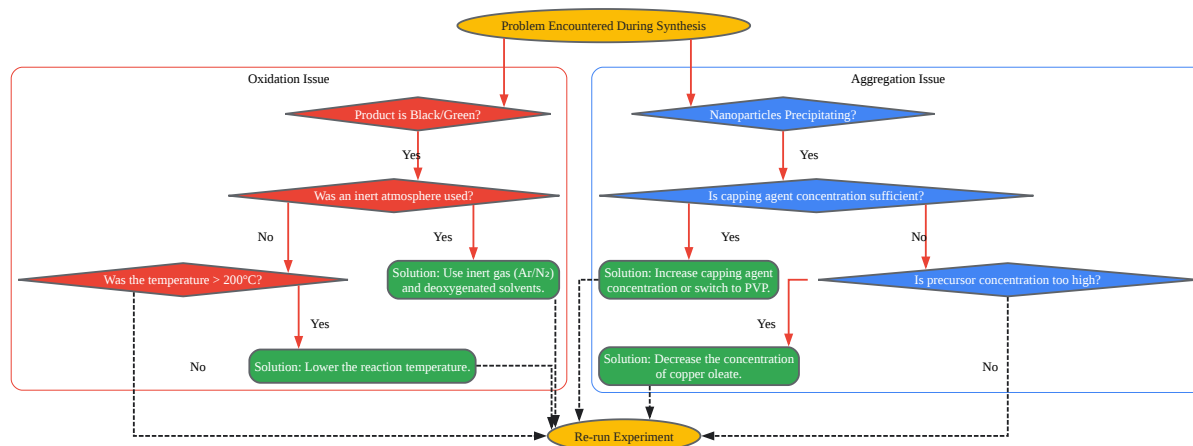 Problem Encountered During Synthesis
Oxidation Issue
Aggregation Issue
Product is Black/Green?
Nanoparticles Precipitating?
Yes
Yes
Was an inert atmosphere used?
Is capping agent concentration sufficient?
No
Yes
Yes
No
Was the temperature > 200°C?
Solution: Use inert gas (Ar/N₂)
and deoxygenated solvents.
Solution: Increase capping agent
concentration or switch to PVP.
Is precursor concentration too high?
Yes
Yes
No
Solution: Lower the reaction temperature.
Solution: Decrease the concentration
of copper oleate.
No
Re-run Experiment